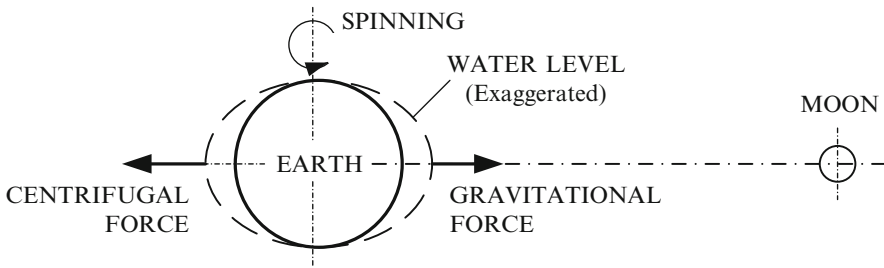 SPINNING
WATER LEVEL
(Exaggerated)
MOON
EARTH
CENTRIFUGAL
FORCE
GRAVITATIONAL
FORCE